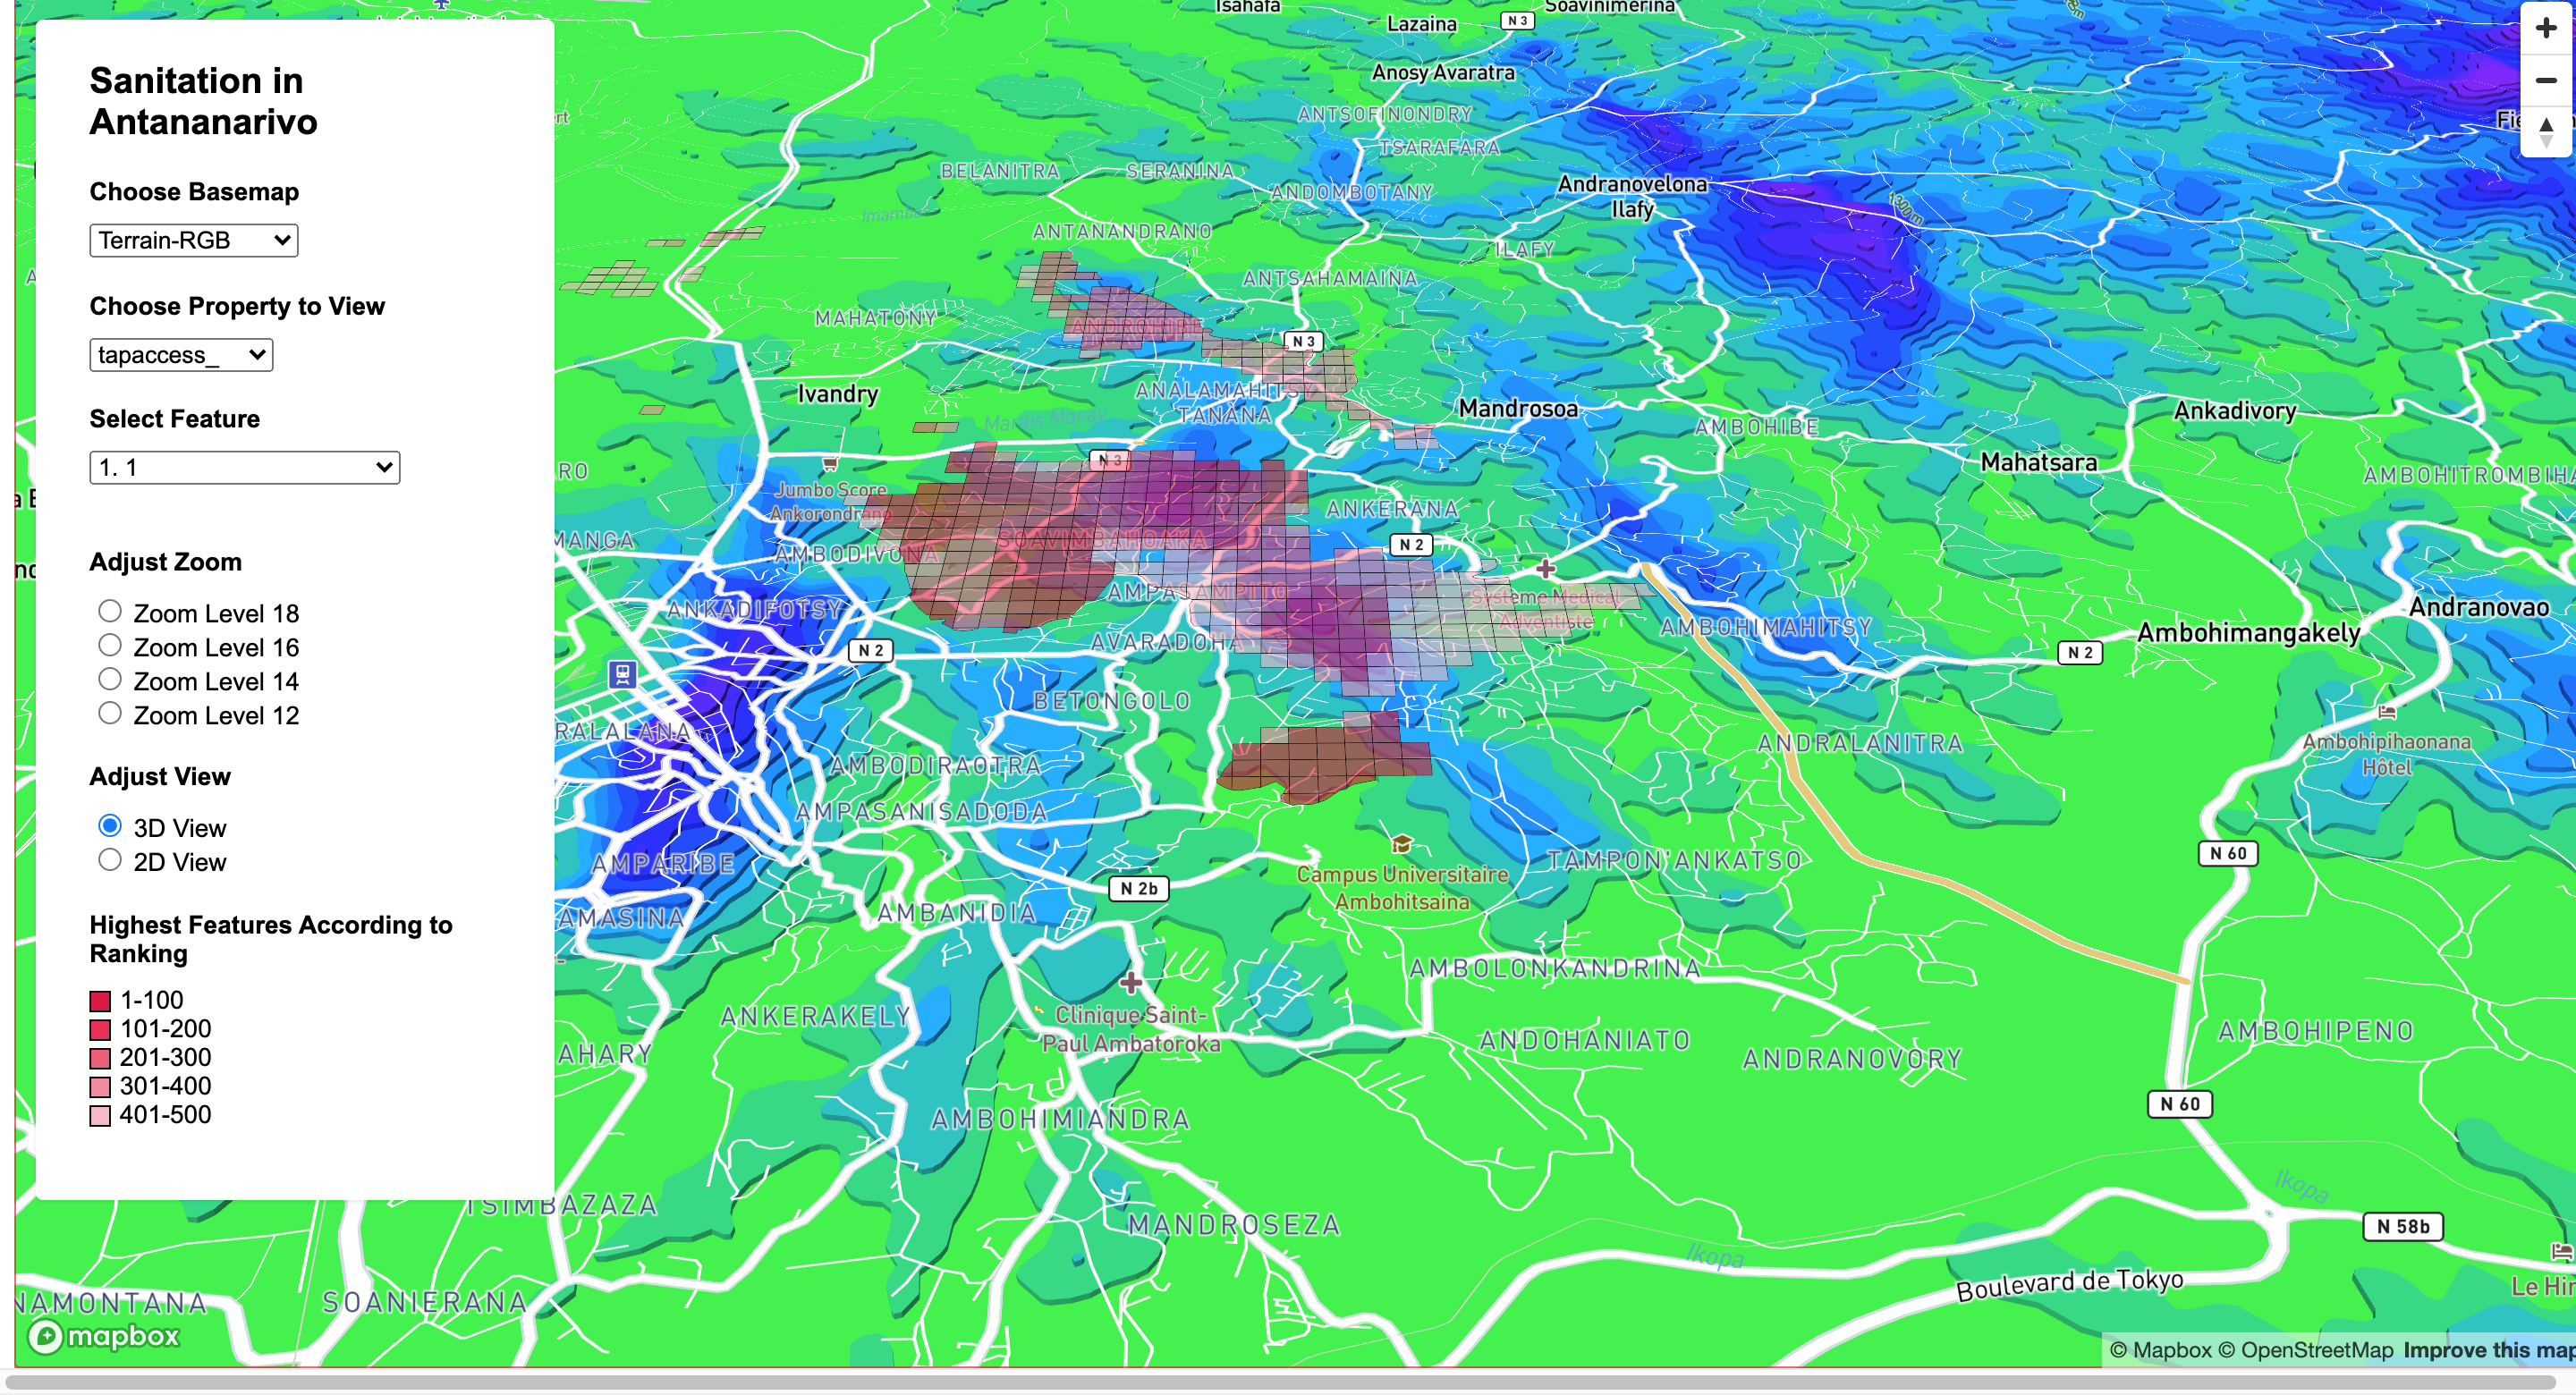 Sanitation in
Antananarivo
Choose Basemap
Terrain-RGB
Choose Property to View
tapaccess_
Select Feature
1. 1
Adjust Zoom
Zoom Level 18
Zoom Level 16
Zoom Level 14
Zoom Level 12
Adjust View
3D View
2D View
Highest Features According to
Ranking
1-100
101-200
201-300
301-400
401-500
Tsahafa
Soavinimerina
Lazaina
N 3
Anosy Avaratra
ANTSOFINONDRY
TSARAFARA
BELANITRA
SERANINA
ANDOMBOTANY
Andranovelona
Ilafy
1300 m
Imamba
ANTANANDRANO
ILAFY
ANTSAHAMAINA
MAHATONY
ANDROHIBE
N 3
Ivandry
ANALAMAHITSY
TANANA
Marais Masay
Mandrosoa
AMBOHIBE
Ankadivory
N 3
Mahatsara
AMBOHITROMBIHA
Jumbo Score
Ankorondrano
ANKERANA
SOAVIMBAHOAKA
N 2
AMBODIVONA
MANGA
AMPASAMPITO
Systeme Medical
Adventiste
ANKADIFOTSY
AVARADOHA
AMBOHIMAHITSY
N 2
N 2
Ambohimangakely
Andranovao
BETONGOLO
RALALANA
ANDRALANITRA
Ambohipihaonana
Hôtel
AMBODIRAOTRA
AMPASANISADODA
AMPARIBE
Campus Universitaire
Ambohitsaina
TAMPON'ANKATSO
N 60
N 2b
AMASINA
AMBANIDIA
AMBOLONKANDRINA
ANKERAKELY
Clinique Saint-
Paul Ambatoroka
ANDOHANIATO
ANDRANOVORY
AMBOHIPENO
AHARY
N 60
AMBOHIMIANDRA
TSIMBAZAZA
MANDROSEZA
Ikopa
N 58b
Ikopa
Boulevard de Tokyo
Le Hir
NAMONTANA
SOANIERANA
mapbox
© Mapbox © OpenStreetMap Improve this map